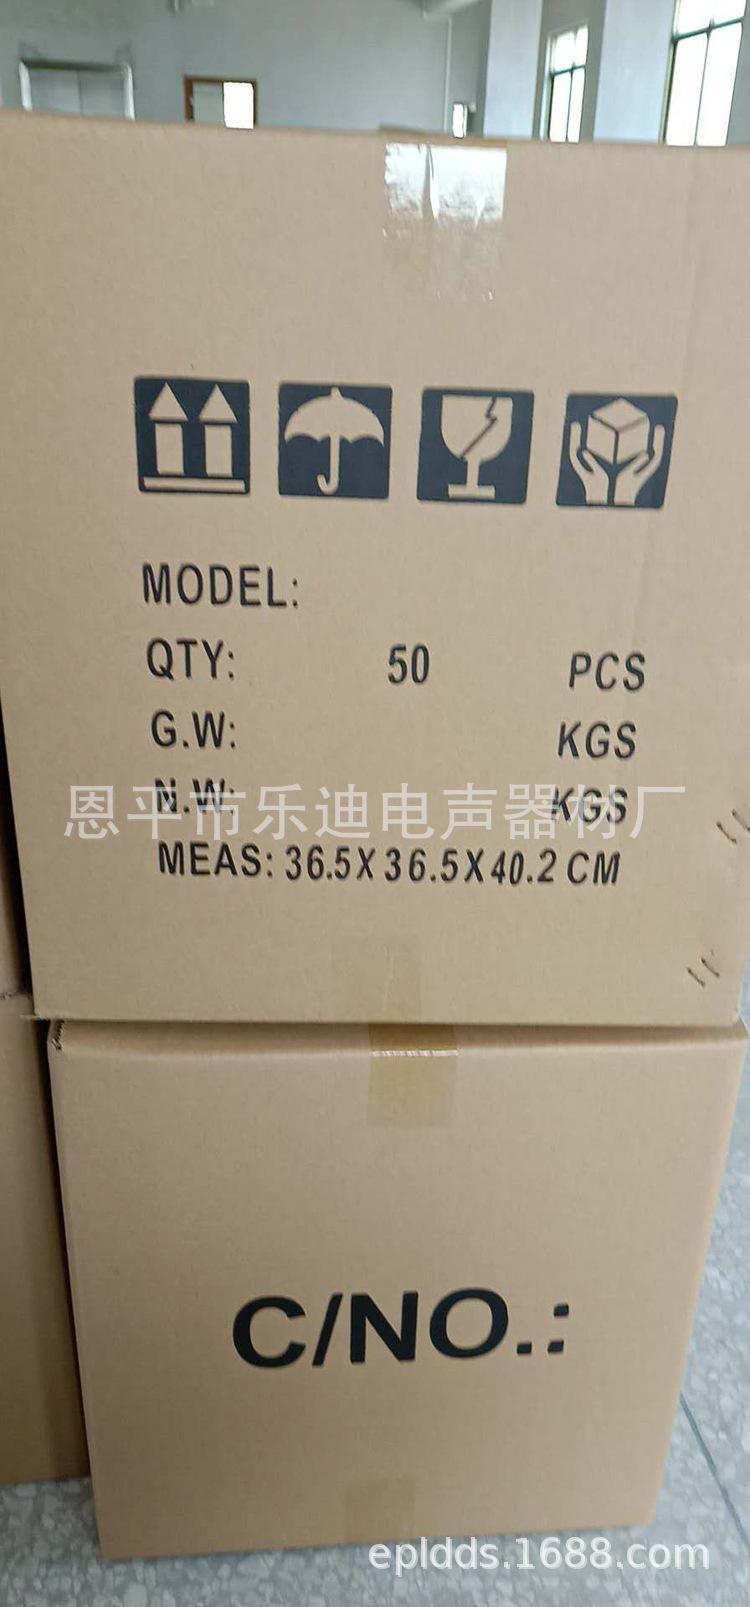 MODEL:
QTY: 50 PCS
G.W: KGS
N.W: KGS
恩平市乐迪电声器材厂
MEAS: 36.5X36.5X40.2 CM
C/NO.:
epldds.1688.com